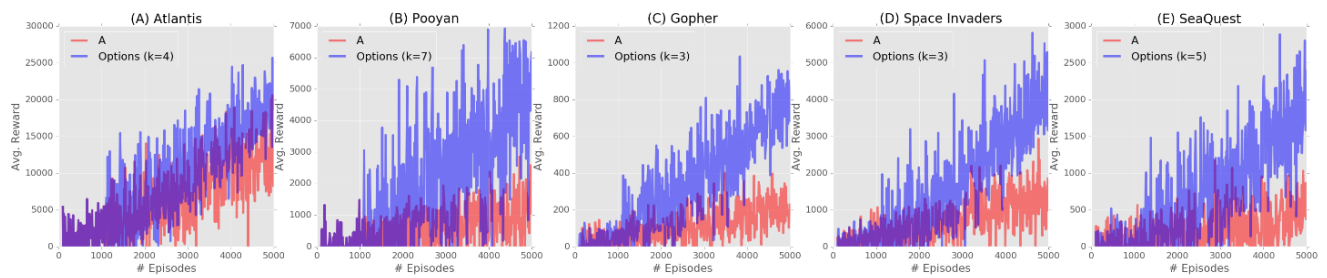 (A) Atlantis
30000
25000
20000
15000
10000
5000
0
Avg. Reward
A
Options (k=4)
0 1000 2000 3000 4000 5000
# Episodes
(B) Pooyan
7000
6000
5000
4000
3000
2000
1000
0
Avg. Reward
A
Options (k=7)
0 1000 2000 3000 4000 5000
# Episodes
(C) Gopher
1200
1000
800
600
400
200
0
Avg. Reward
A
Options (k=3)
0 1000 2000 3000 4000 5000
# Episodes
(D) Space Invaders
6000
5000
4000
3000
2000
1000
0
Avg. Reward
A
Options (k=3)
0 1000 2000 3000 4000 5000
# Episodes
(E) SeaQuest
3000
2500
2000
1500
1000
500
0
Avg. Reward
A
Options (k=5)
0 1000 2000 3000 4000 5000
# Episodes